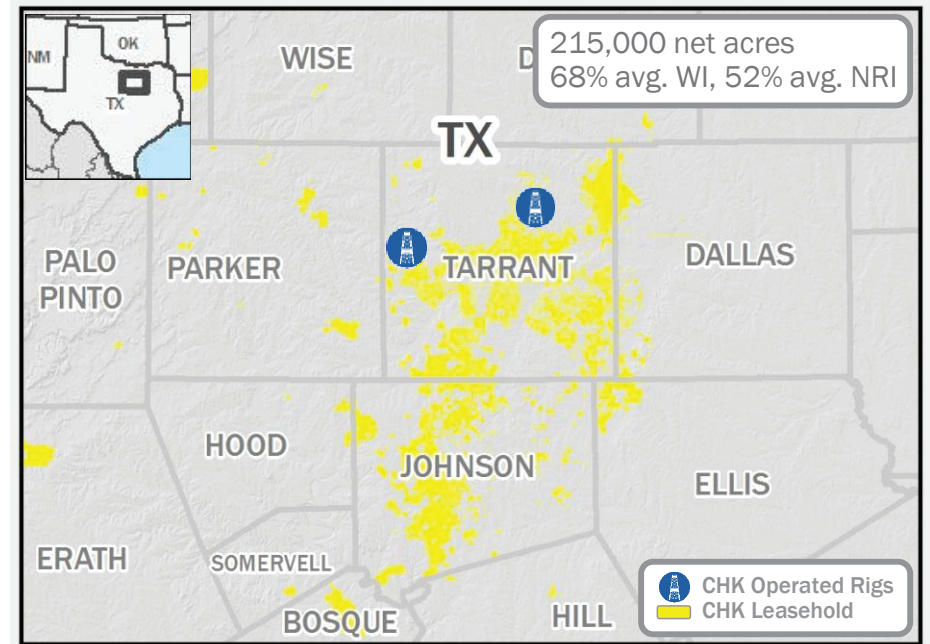 OK
NM
TX
WISE
D
215,000 net acres
68% avg. WI, 52% avg. NRI
TX
PALO
PINTO
PARKER
TARRANT
DALLAS
HOOD
JOHNSON
ELLIS
ERATH
SOMERVELL
BOSQUE
HILL
CHK Operated Rigs
CHK Leasehold